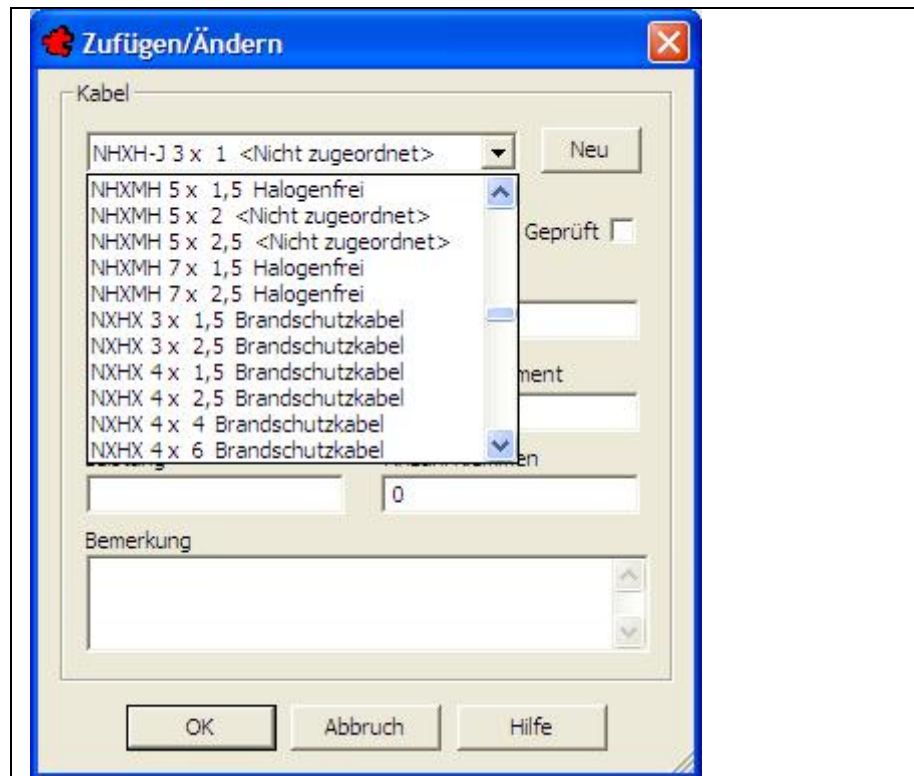 Zufügen/Ändern
Kabel
NHXH-J 3 x 1 <Nicht zugeordnet>
Neu
NHXMH 5 x 1,5 Halogenfrei
NHXMH 5 x 2 <Nicht zugeordnet>
NHXMH 5 x 2,5 <Nicht zugeordnet>
Geprüft
NHXMH 7 x 1,5 Halogenfrei
NHXMH 7 x 2,5 Halogenfrei
NXHX 3 x 1,5 Brandschutzkabel
NXHX 3 x 2,5 Brandschutzkabel
NXHX 4 x 1,5 Brandschutzkabel
NXHX 4 x 2,5 Brandschutzkabel
NXHX 4 x 4 Brandschutzkabel
NXHX 4 x 6 Brandschutzkabel
0
Bemerkung
OK
Abbruch
Hilfe